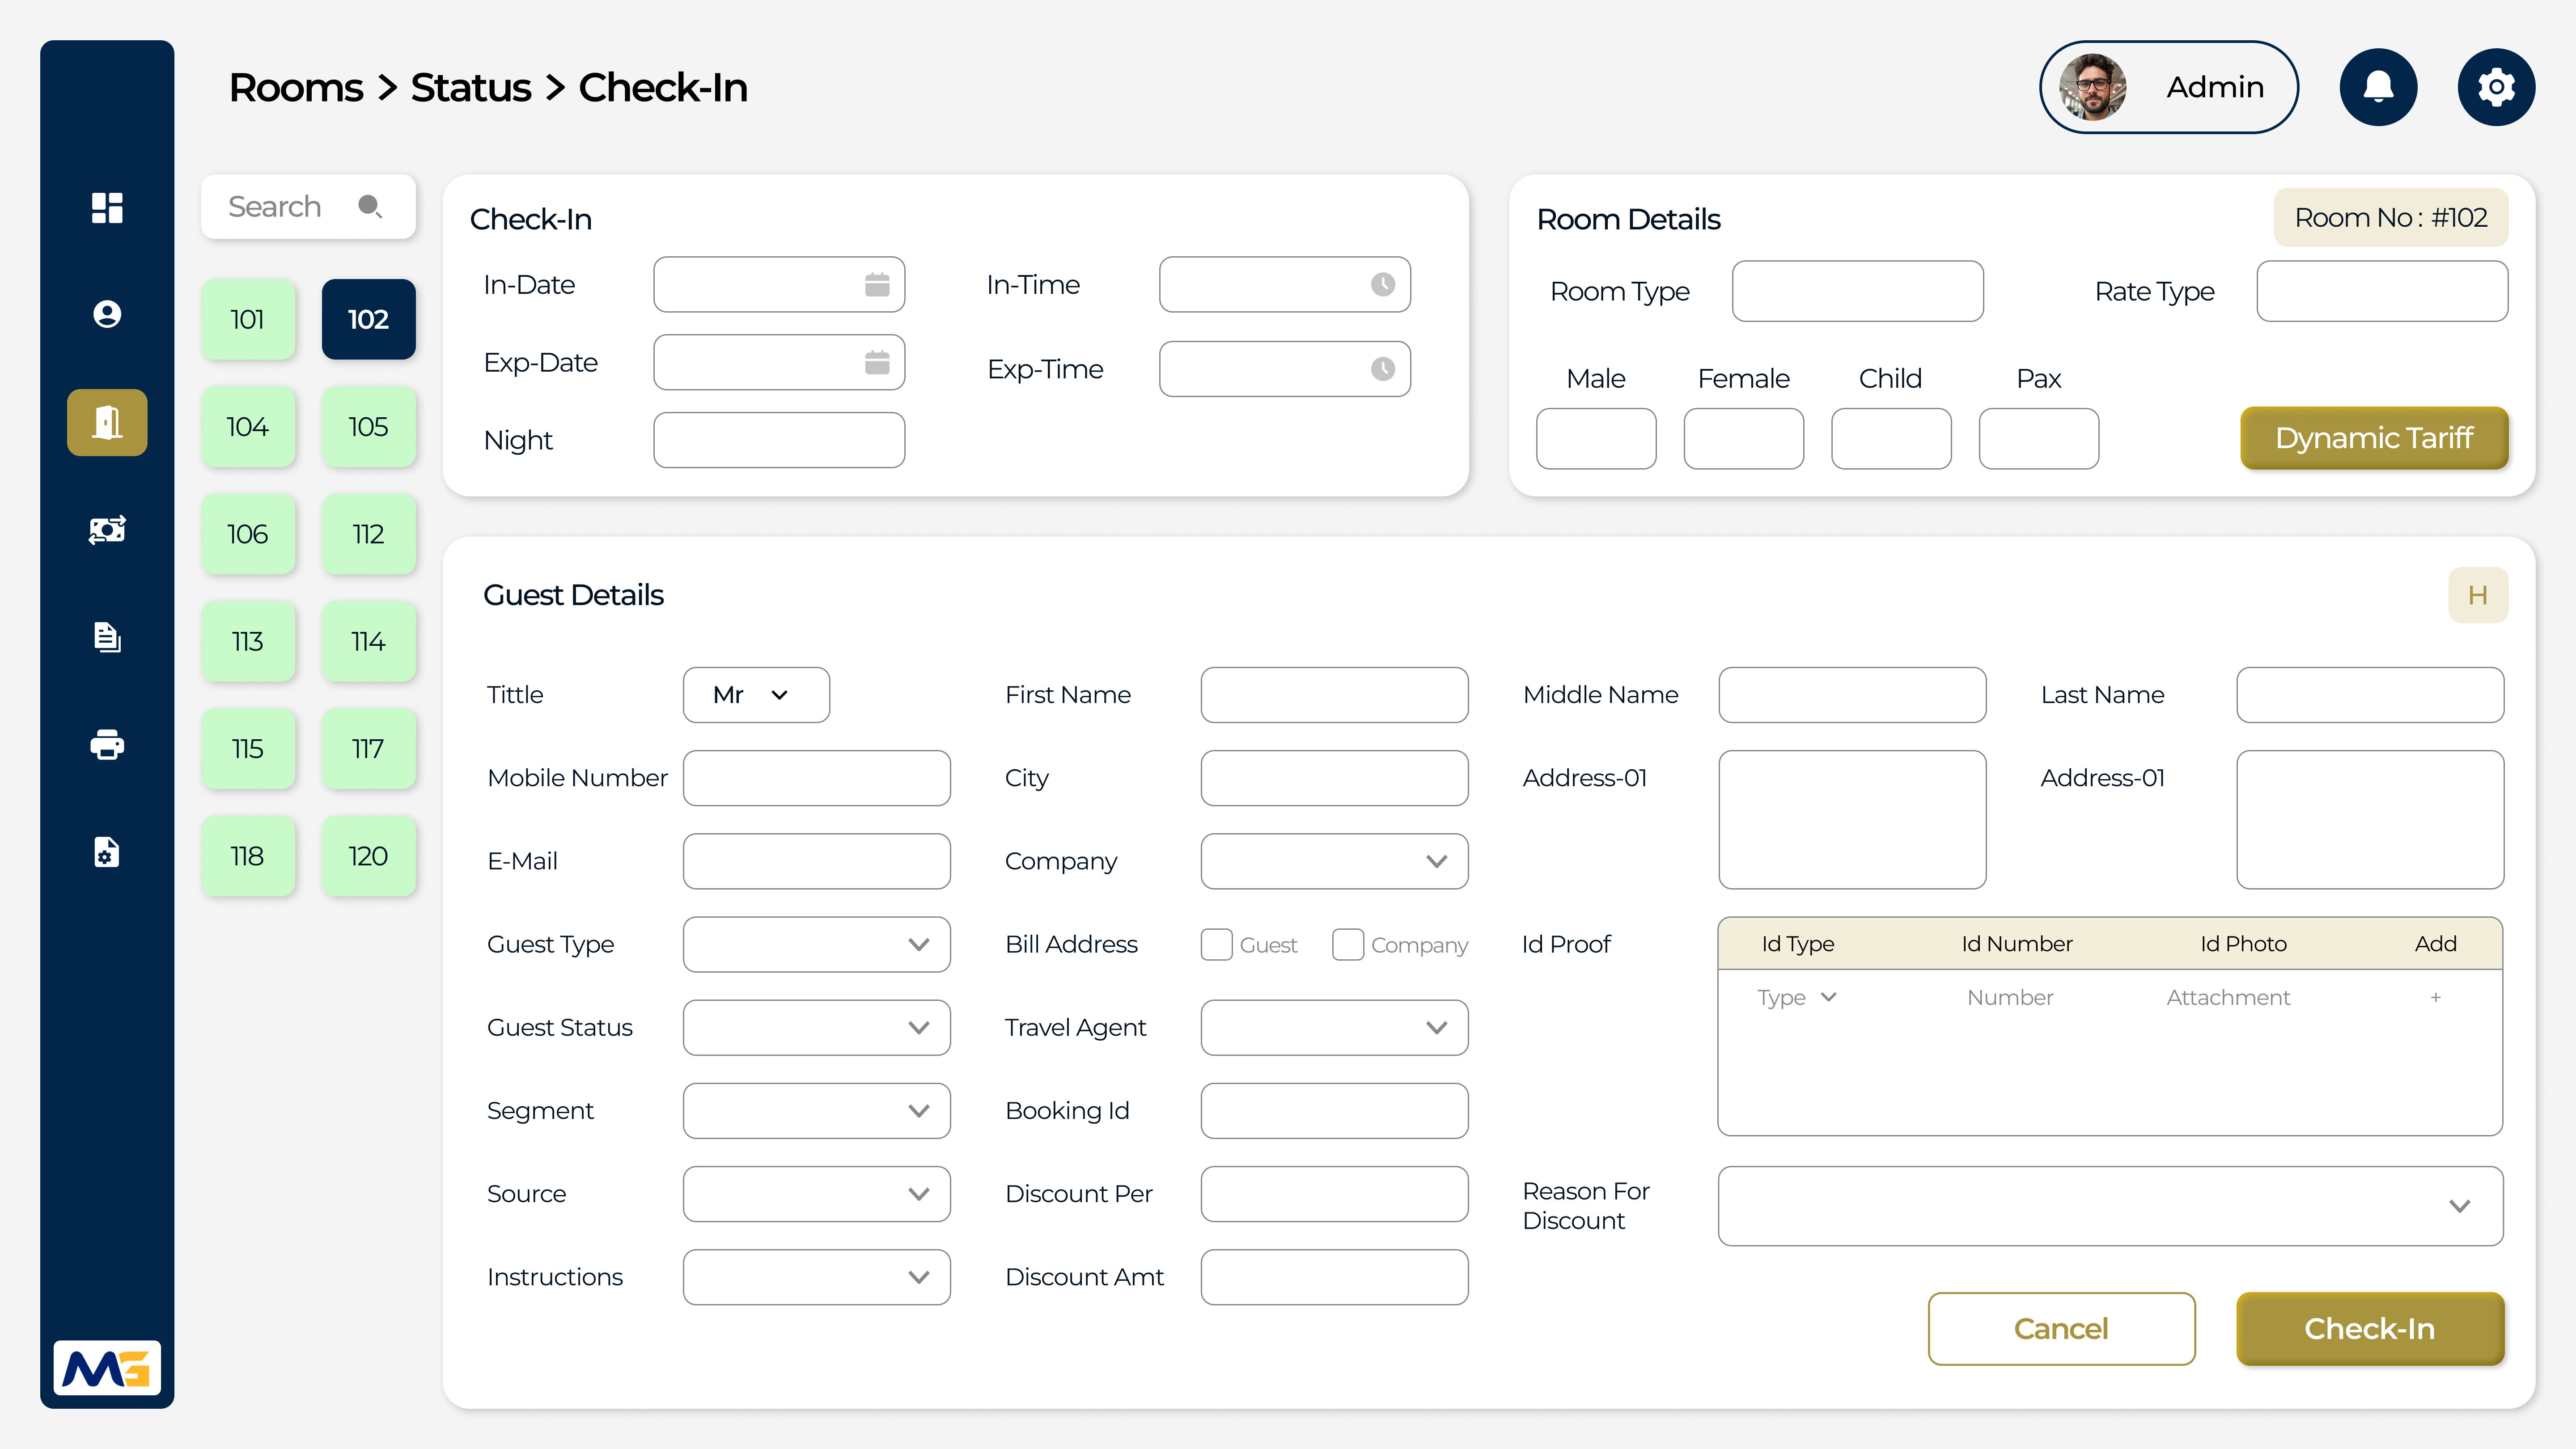 Rooms > Status > Check-In
Admin
Search
101
102
104
105
106
112
113
114
115
117
118
120
MG
Check-In
In-Date
In-Time
Exp-Date
Exp-Time
Night
Room Details
Room No : #102
Room Type
Rate Type
Male
Female
Child
Pax
Dynamic Tariff
Guest Details
H
Tittle
Mr
First Name
Middle Name
Last Name
Mobile Number
City
Address-01
Address-01
E-Mail
Company
Guest Type
Bill Address
Guest
Company
Id Proof
Id Type
Id Number
Id Photo
Add
Type
Number
Attachment
+
Guest Status
Travel Agent
Segment
Booking Id
Source
Discount Per
Reason For
Discount
Instructions
Discount Amt
Cancel
Check-In